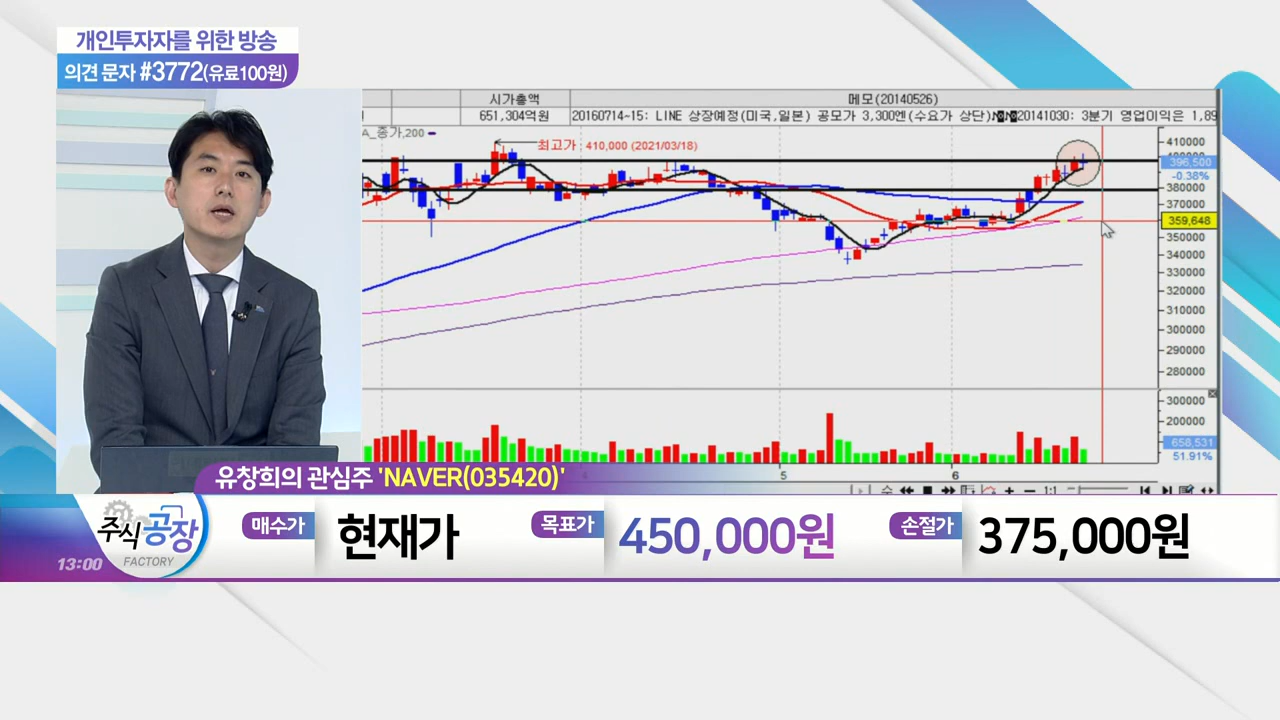 개인투자자를 위한 방송
의견 문자 #3772(유료100원)
시가총액
메모(20140526)
651,304억원
20160714~15: LINE 상장예정(미국,일본) 공모가 3,300엔(수요가 상단)
20141030: 3분기 영업이익은 1,89
종가,200
최고가 410,000 (2021/03/18)
410000
396,500
-0.38%
380000
370000
359,648
350000
340000
330000
320000
310000
300000
290000
280000
300000
200000
658,531
51.91%
5
6
수
1:1
유창희의 관심주 'NAVER(035420)'
주식공장
FACTORY
13:00
매수가
현재가
목표가
450,000원
손절가
375,000원